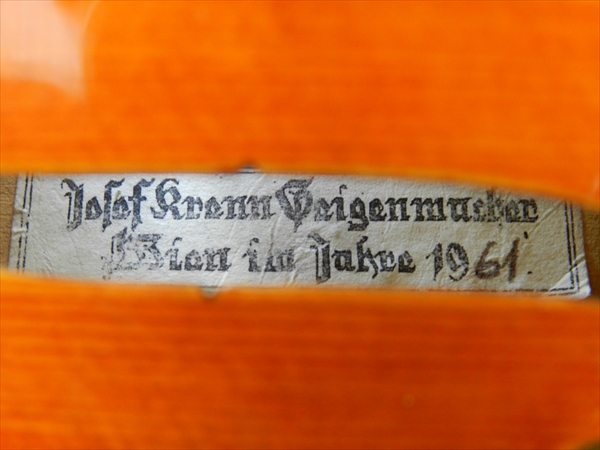 Josef Krenn Geigenmacher
Wien im Jahre 1961.